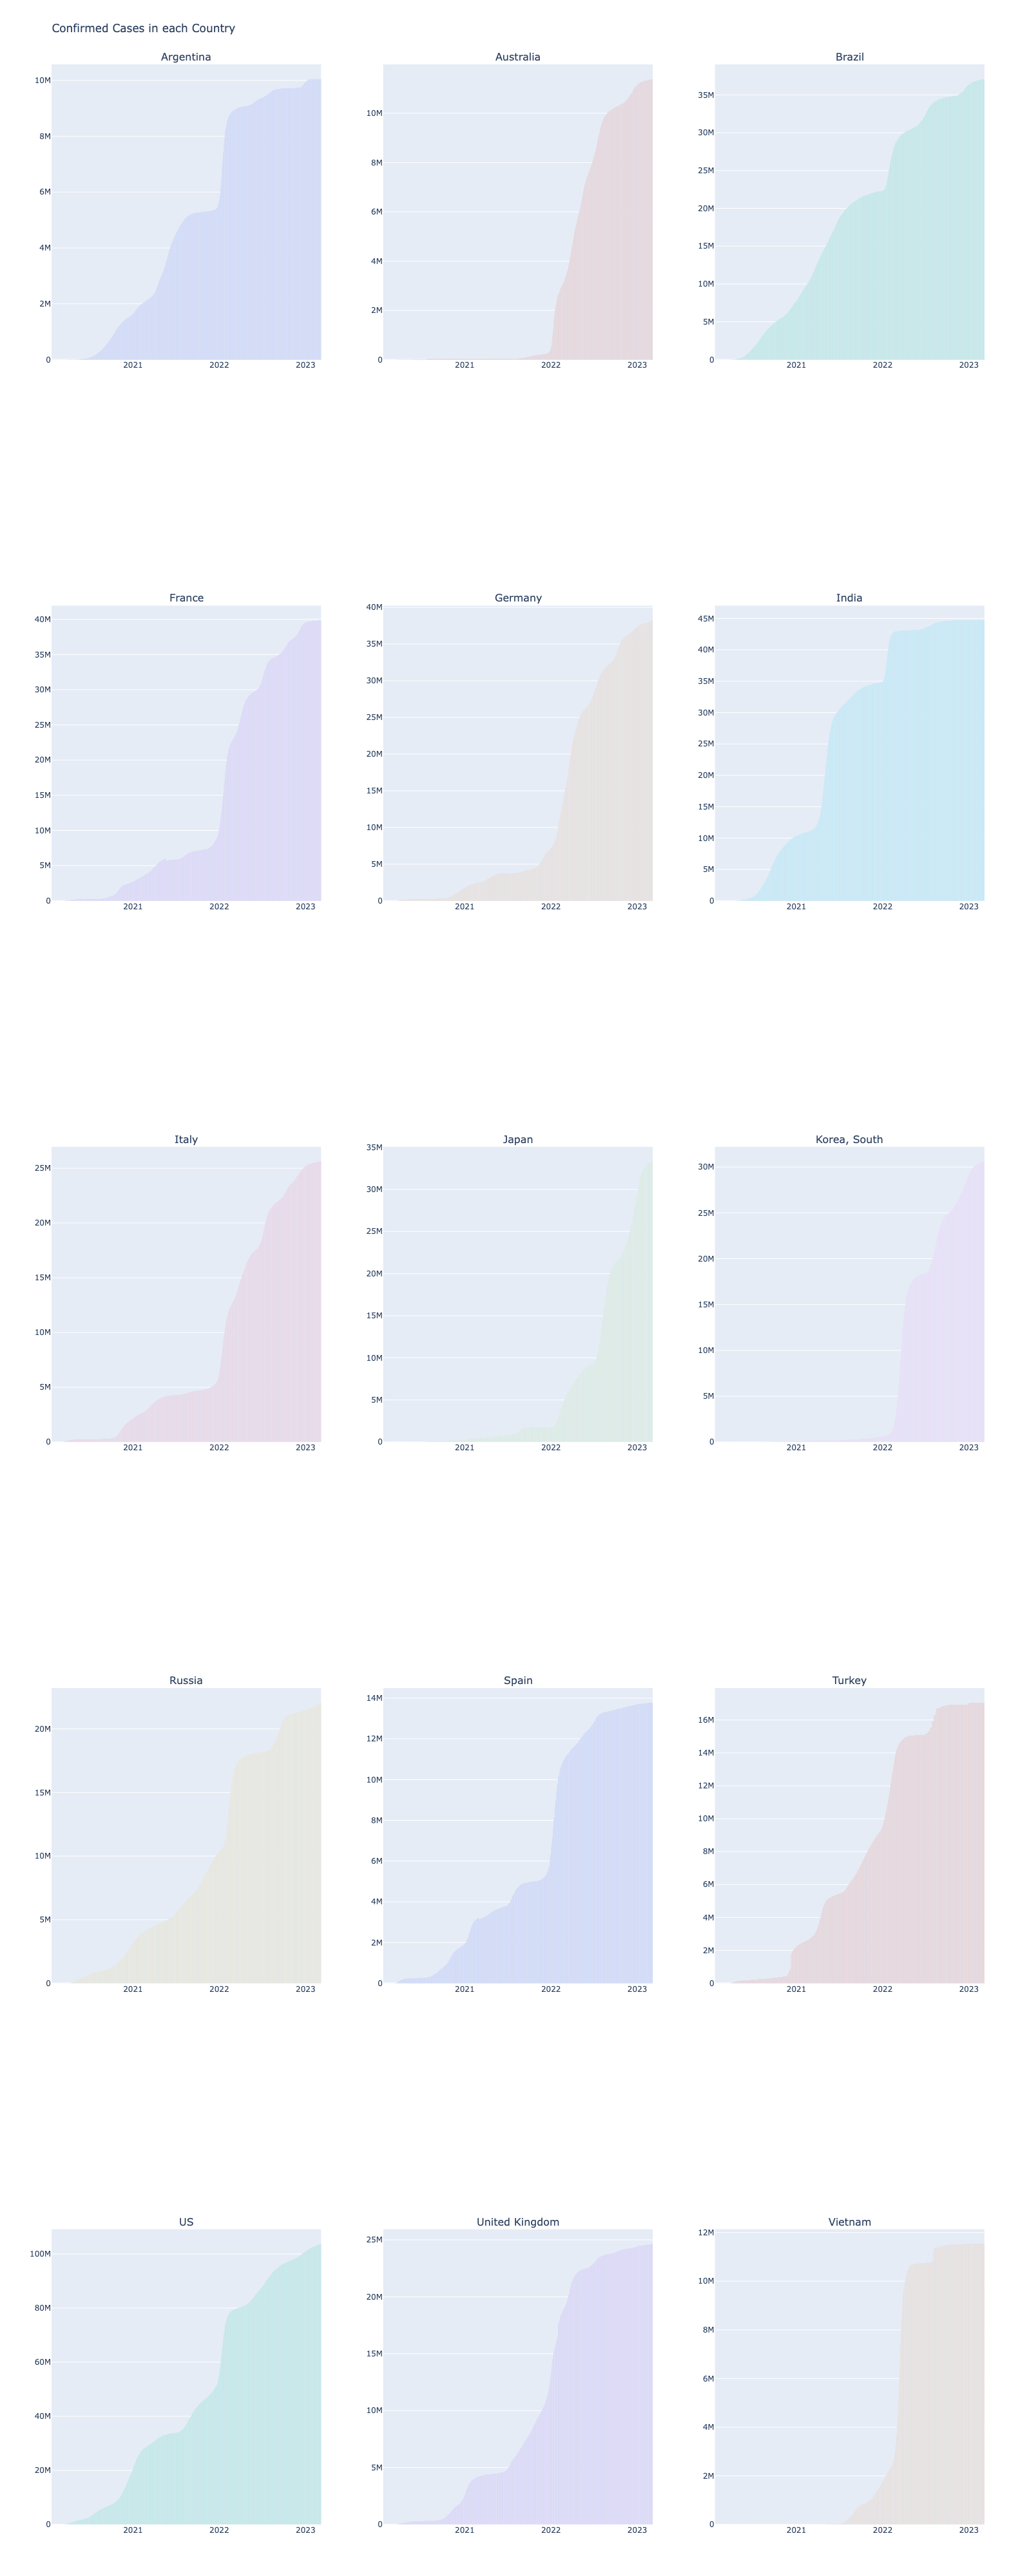 Confirmed Cases in each Country
Argentina Australia Brazil
10M
8M
6M
4M
2M
0
2021 2022 2023
10M
8M
6M
4M
2M
0
2021 2022 2023
35M
30M
25M
20M
15M
10M
5M
0
2021 2022 2023
France Germany India
40M
35M
30M
25M
20M
15M
10M
5M
0
2021 2022 2023
40M
35M
30M
25M
20M
15M
10M
5M
0
2021 2022 2023
45M
40M
35M
30M
25M
20M
15M
10M
5M
0
2021 2022 2023
Italy Japan Korea, South
25M
20M
15M
10M
5M
0
2021 2022 2023
35M
30M
25M
20M
15M
10M
5M
0
2021 2022 2023
30M
25M
20M
15M
10M
5M
0
2021 2022 2023
Russia Spain Turkey
20M
15M
10M
5M
0
2021 2022 2023
14M
12M
10M
8M
6M
4M
2M
0
2021 2022 2023
16M
14M
12M
10M
8M
6M
4M
2M
0
2021 2022 2023
US United Kingdom Vietnam
100M
80M
60M
40M
20M
0
2021 2022 2023
25M
20M
15M
10M
5M
0
2021 2022 2023
12M
10M
8M
6M
4M
2M
0
2021 2022 2023